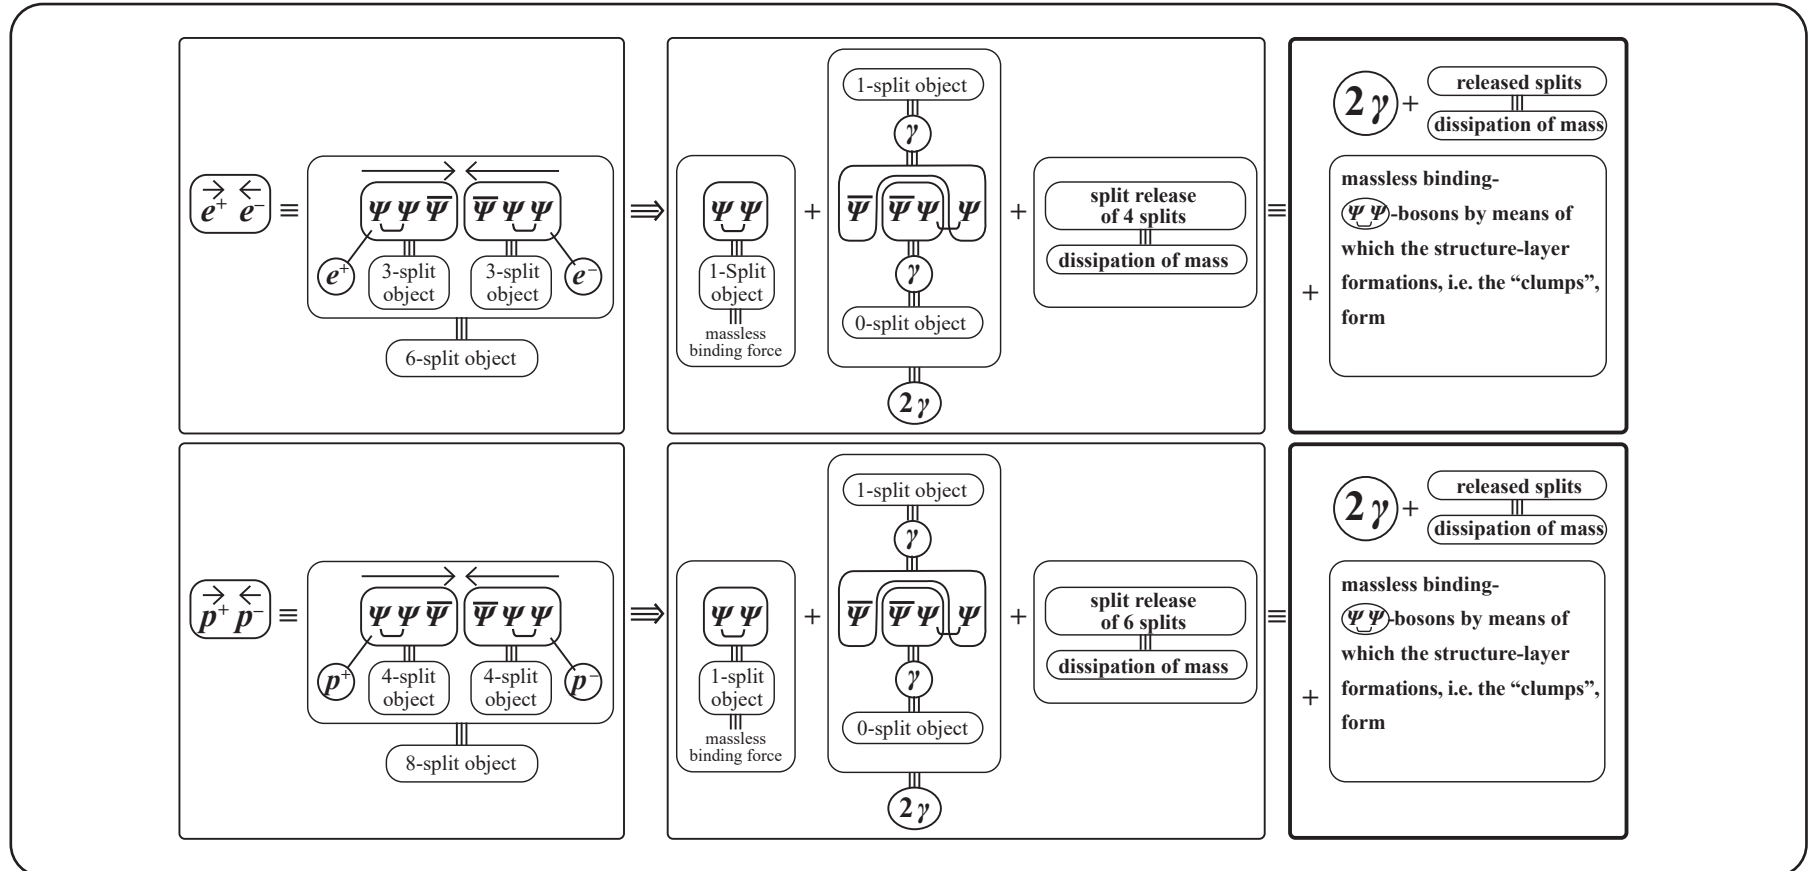 e⁺ e⁻ ≡
Ψ Ψ Ψ̅ Ψ̅ Ψ Ψ
e⁺
3-split
object
3-split
object
e⁻
6-split object
⇛
Ψ Ψ
1-Split
object
massless
binding force
+
1-split object
γ
Ψ̅ Ψ̅ Ψ Ψ
γ
0-split object
2γ
+
split release
of 4 splits
dissipation of mass
≡
2γ +
released splits
dissipation of mass
+
massless binding-
Ψ Ψ-bosons by means of
which the structure-layer
formations, i.e. the “clumps”,
form
p⁺ p⁻ ≡
Ψ Ψ Ψ̅ Ψ̅ Ψ Ψ
p⁺
4-split
object
4-split
object
p⁻
8-split object
⇛
Ψ Ψ
1-split
object
massless
binding force
+
1-split object
γ
Ψ̅ Ψ̅ Ψ Ψ
γ
0-split object
2γ
+
split release
of 6 splits
dissipation of mass
≡
2γ +
released splits
dissipation of mass
+
massless binding-
Ψ Ψ-bosons by means of
which the structure-layer
formations, i.e. the “clumps”,
form